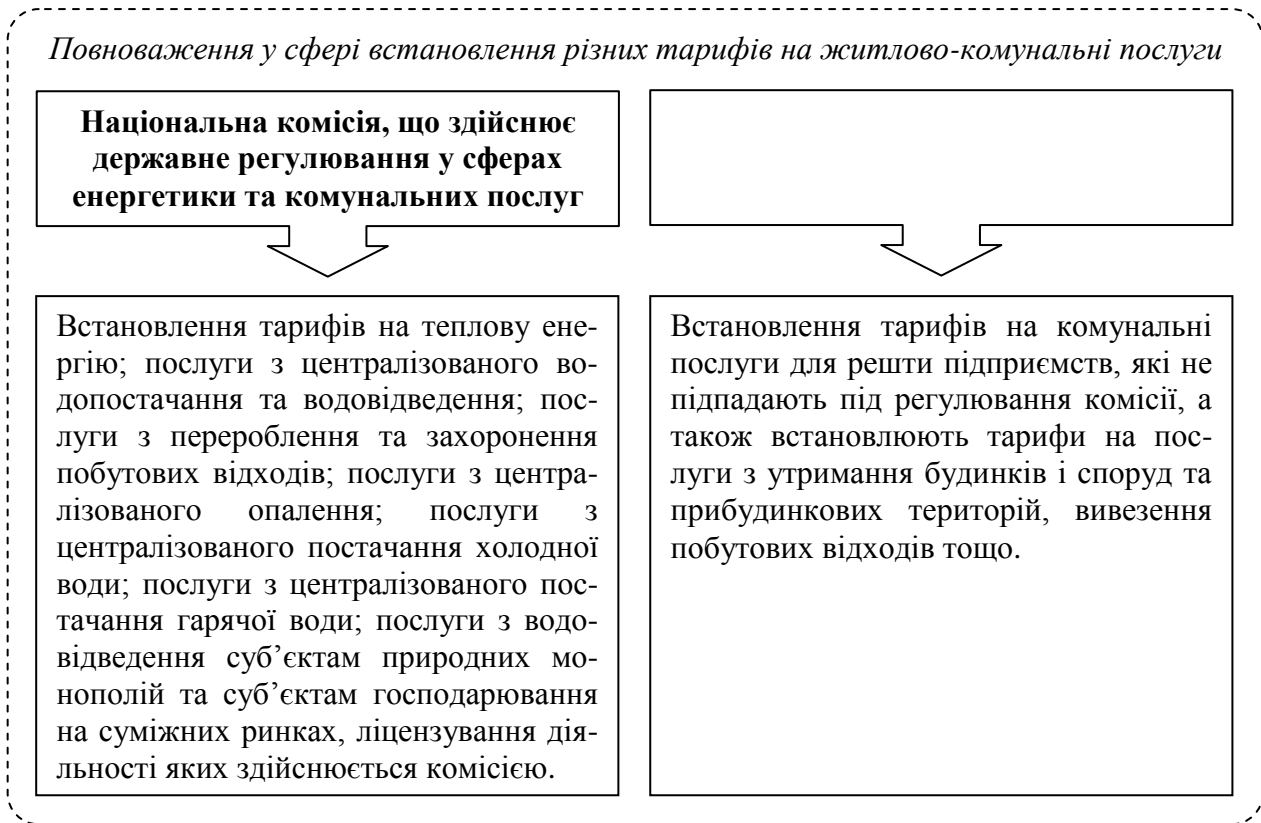 Повноваження у сфері встановлення різних тарифів на житлово-комунальні послуги
Національна комісія, що здійснює
державне регулювання у сферах
енергетики та комунальних послуг
Встановлення тарифів на теплову ене-
ргію; послуги з централізованого во-
допостачання та водовідведення; пос-
луги з перероблення та захоронення
побутових відходів; послуги з центра-
лізованого опалення; послуги з
централізованого постачання холодної
води; послуги з централізованого пос-
тачання гарячої води; послуги з водо-
відведення суб’єктам природних мо-
нополій та суб’єктам господарювання
на суміжних ринках, ліцензування дія-
льності яких здійснюється комісією.
Встановлення тарифів на комунальні
послуги для решти підприємств, які не
підпадають під регулювання комісії, а
також встановлюють тарифи на пос-
луги з утримання будинків і споруд та
прибудинкових територій, вивезення
побутових відходів тощо.